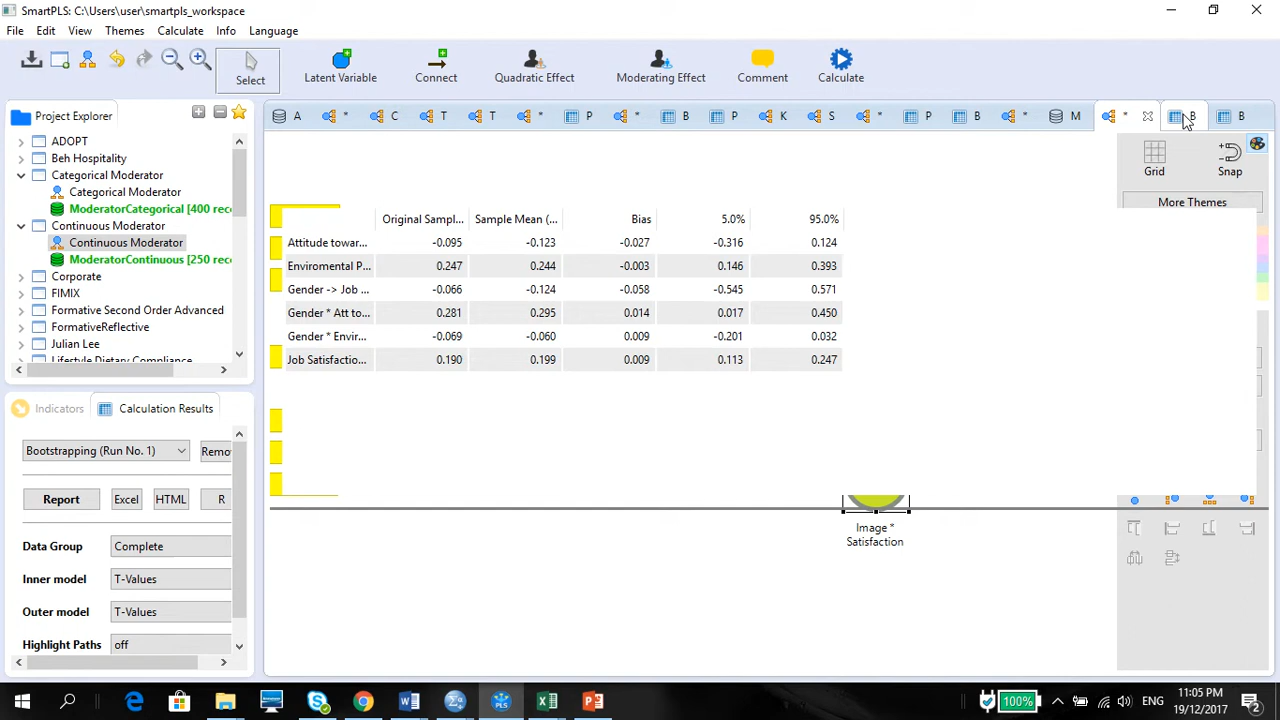 SmartPLS: C:\Users\user\smartpls_workspace
File Edit View Themes Calculate Info Language
Select
Latent Variable
Connect
Quadratic Effect
Moderating Effect
Comment
Calculate
Project Explorer
A * C T T * P * B P K S * P B * M * B B
ADOPT
Beh Hospitality
Categorical Moderator
Categorical Moderator
ModeratorCategorical [400 reco
Continuous Moderator
Continuous Moderator
ModeratorContinuous [250 reco
Corporate
FIMIX
Formative Second Order Advanced
FormativeReflective
Julian Lee
Lifestyle Dietary Compliance
Grid Snap
More Themes
Original Sampl... Sample Mean (... Bias 5.0% 95.0%
Attitude towar... -0.095 -0.123 -0.027 -0.316 0.124
Enviromental P... 0.247 0.244 -0.003 0.146 0.393
Gender -> Job ... -0.066 -0.124 -0.058 -0.545 0.571
Gender * Att to... 0.281 0.295 0.014 0.017 0.450
Gender * Envir... -0.069 -0.060 0.009 -0.201 0.032
Job Satisfactio... 0.190 0.199 0.009 0.113 0.247
Image *
Satisfaction
Indicators Calculation Results
Bootstrapping (Run No. 1) Remov
Report Excel HTML R
Data Group Complete
Inner model T-Values
Outer model T-Values
Highlight Paths off
100%
ENG
11:05 PM
19/12/2017
2